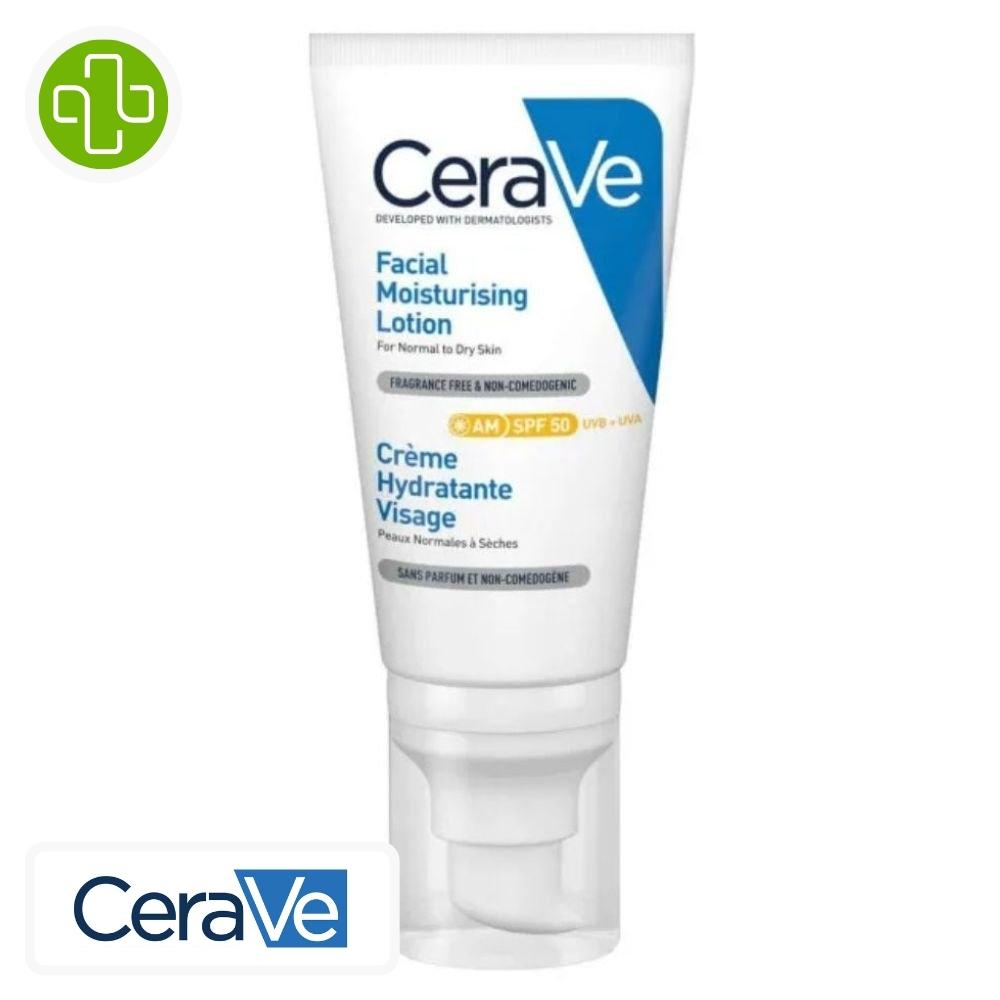 CeraVe
DEVELOPED WITH DERMATOLOGISTS
Facial
Moisturising
Lotion
For Normal to Dry Skin
FRAGRANCE FREE & NON-COMEDOGENIC
AM SPF 50 UVB + UVA
Crème
Hydratante
Visage
Peaux Normales à Sèches
SANS PARFUM ET NON-COMÉDOGÈNE
CeraVe